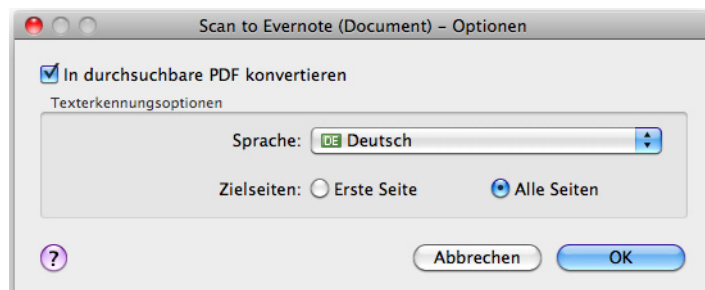 Scan to Evernote (Document) – Optionen
In durchsuchbare PDF konvertieren
Texterkennungsoptionen
Sprache: DE Deutsch
Zielseiten: Erste Seite Alle Seiten
? Abbrechen OK